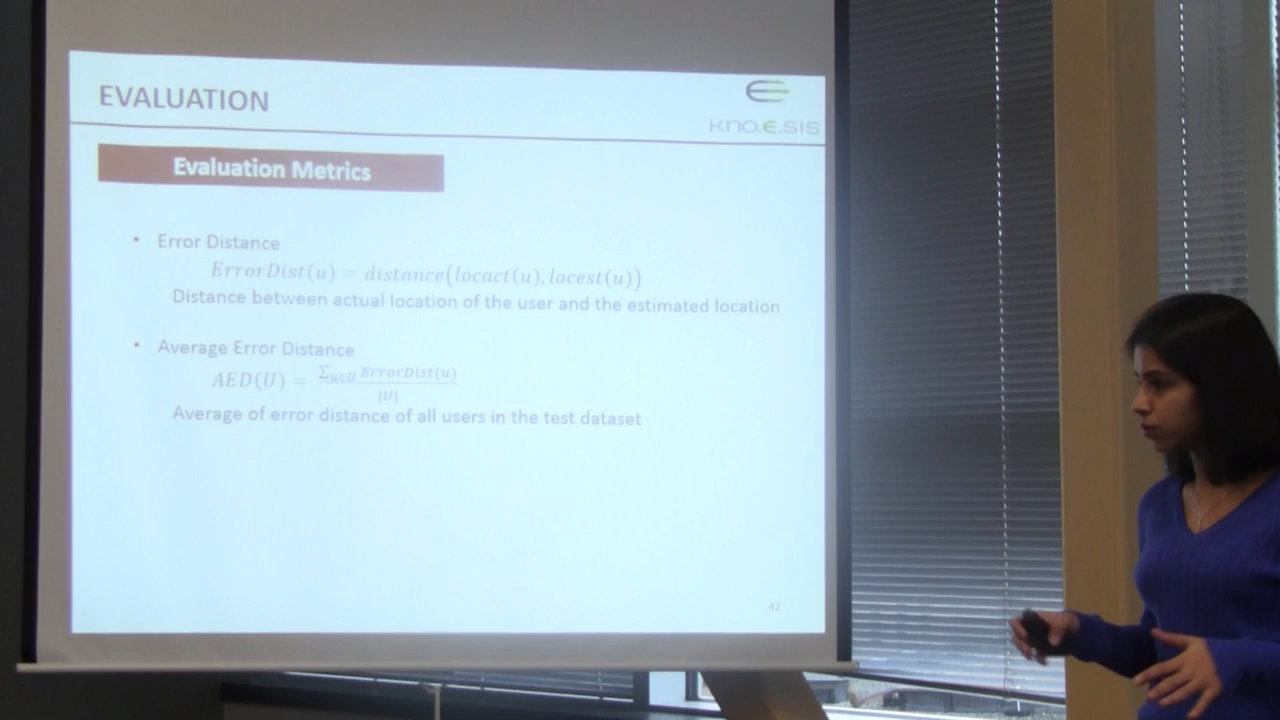 EVALUATION
KNO.E.SIS
Evaluation Metrics
• Error Distance
ErrorDist(u) = distance(locact(u), locest(u))
Distance between actual location of the user and the estimated location
• Average Error Distance
AED(U) = ∑u∈U ErrorDist(u) / |U|
Average of error distance of all users in the test dataset
42